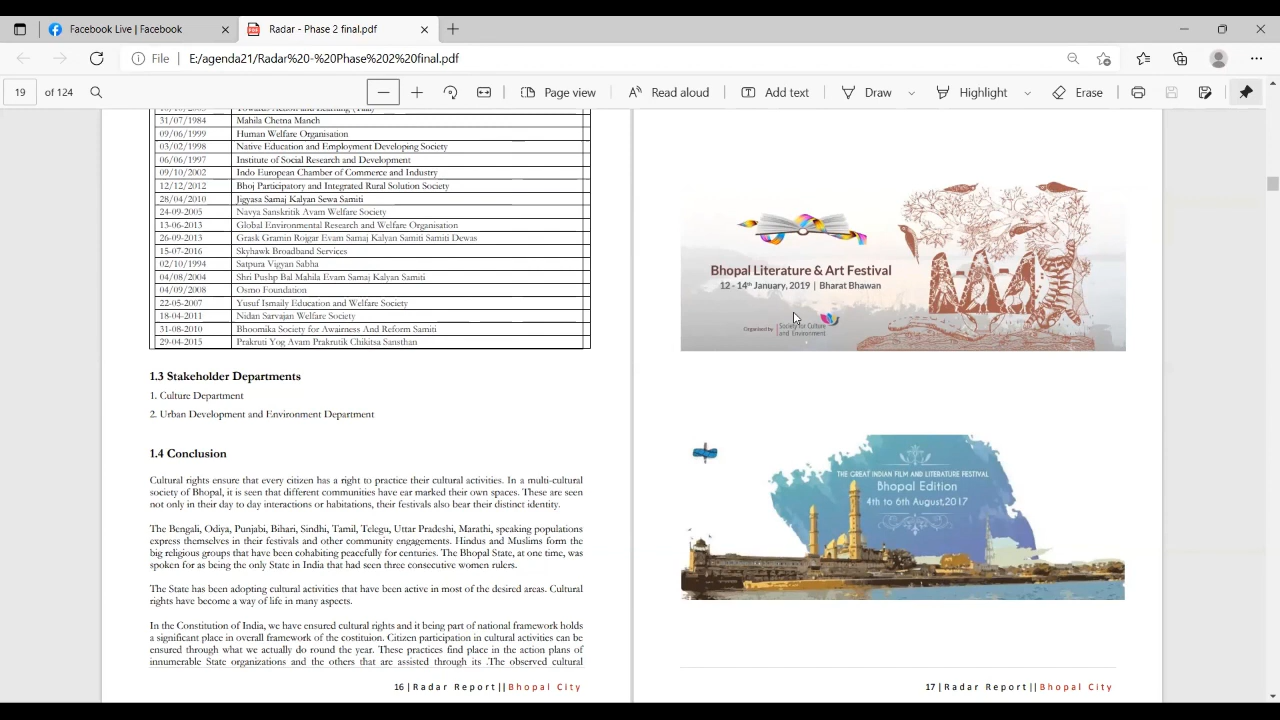 Facebook Live | Facebook
Radar - Phase 2 final.pdf
File
E:/agenda21/Radar%20-%20Phase%202%20final.pdf
19 of 124
Page view
Read aloud
Add text
Draw
Highlight
Erase
31/07/1984 Mahila Chetna Manch
09/06/1999 Human Welfare Organisation
03/02/1998 Native Education and Employment Developing Society
06/06/1997 Institute of Social Research and Development
09/10/2002 Indo European Chamber of Commerce and Industry
12/12/2012 Bhoj Participatory and Integrated Rural Solution Society
28/04/2010 Jigyasa Samaj Kalyan Sewa Samiti
24-09-2005 Navya Sanskritik Avam Welfare Society
13-06-2013 Global Environmental Research and Welfare Organisation
26-09-2013 Grask Gramin Rojgar Evam Samaj Kalyan Samiti Samiti Dewas
15-07-2016 Skyhawk Broadband Services
02/10/1994 Satpura Vigyan Sabha
04/08/2004 Shri Pushp Bal Mahila Evam Samaj Kalyan Samiti
04/09/2008 Osmo Foundation
22-05-2007 Yusuf Ismaily Education and Welfare Society
18-04-2011 Nidan Sarvajan Welfare Society
31-08-2010 Bhoomika Society for Awairness And Reform Samiti
29-04-2015 Prakruti Yog Avam Prakrutik Chikitsa Sansthan
1.3 Stakeholder Departments
1. Culture Department
2. Urban Development and Environment Department
1.4 Conclusion
Cultural rights ensure that every citizen has a right to practice their cultural activities. In a multi-cultural
society of Bhopal, it is seen that different communities have ear marked their own spaces. These are seen
not only in their day to day interactions or habitations, their festivals also bear their distinct identity.
The Bengali, Odiya, Punjabi, Bihari, Sindhi, Tamil, Telegu, Uttar Pradeshi, Marathi, speaking populations
express themselves in their festivals and other community engagements. Hindus and Muslims form the
big religious groups that have been cohabiting peacefully for centuries. The Bhopal State, at one time, was
spoken for as being the only State in India that had seen three consecutive women rulers.
The State has been adopting cultural activities that have been active in most of the desired areas. Cultural
rights have become a way of life in many aspects.
In the Constitution of India, we have ensured cultural rights and it being part of national framework holds
a significant place in overall framework of the costituion. Citizen participation in cultural activities can be
ensured through what we actually do round the year. These practices find place in the action plans of
innumerable State organizations and the others that are assisted through its .The observed cultural
16 | Radar Report || Bhopal City
Bhopal Literature & Art Festival
12 - 14th January, 2019 | Bharat Bhawan
Organised by Society for Culture
and Environment
THE GREAT INDIAN FILM AND LITERATURE FESTIVAL
Bhopal Edition
4th to 6th August,2017
17 | Radar Report || Bhopal City